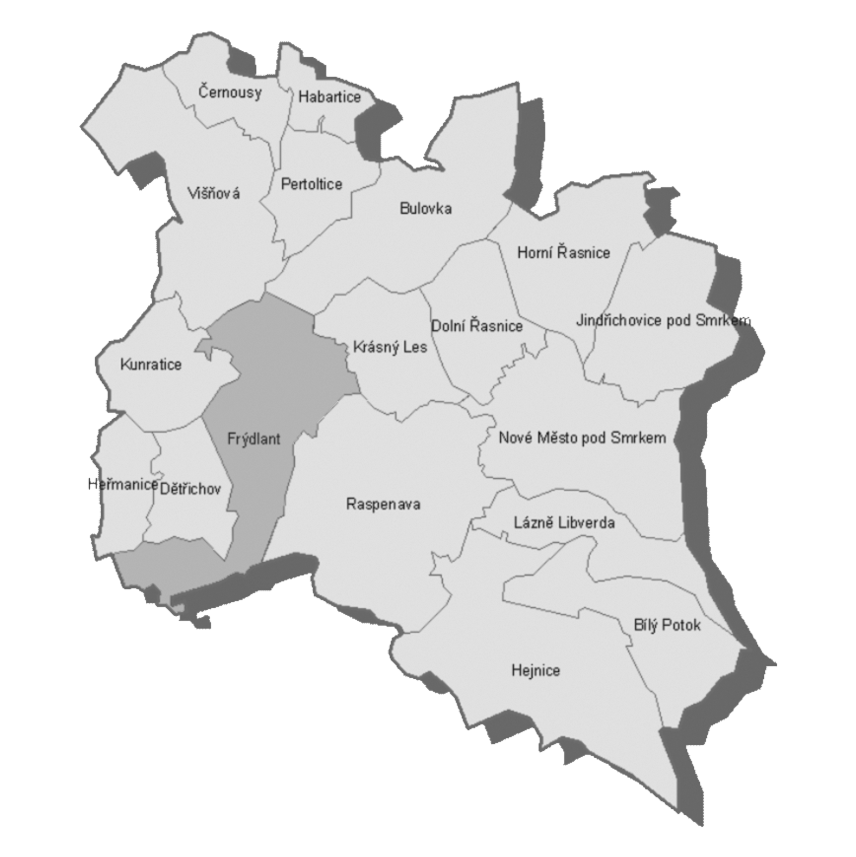 Černousy
Habartice
Pertoltice
Višňová
Bulovka
Horní Řasnice
Jindřichovice pod Smrkem
Dolní Řasnice
Krásný Les
Kunratice
Frýdlant
Nové Město pod Smrkem
Heřmanice
Dětřichov
Raspenava
Lázně Libverda
Bílý Potok
Hejnice